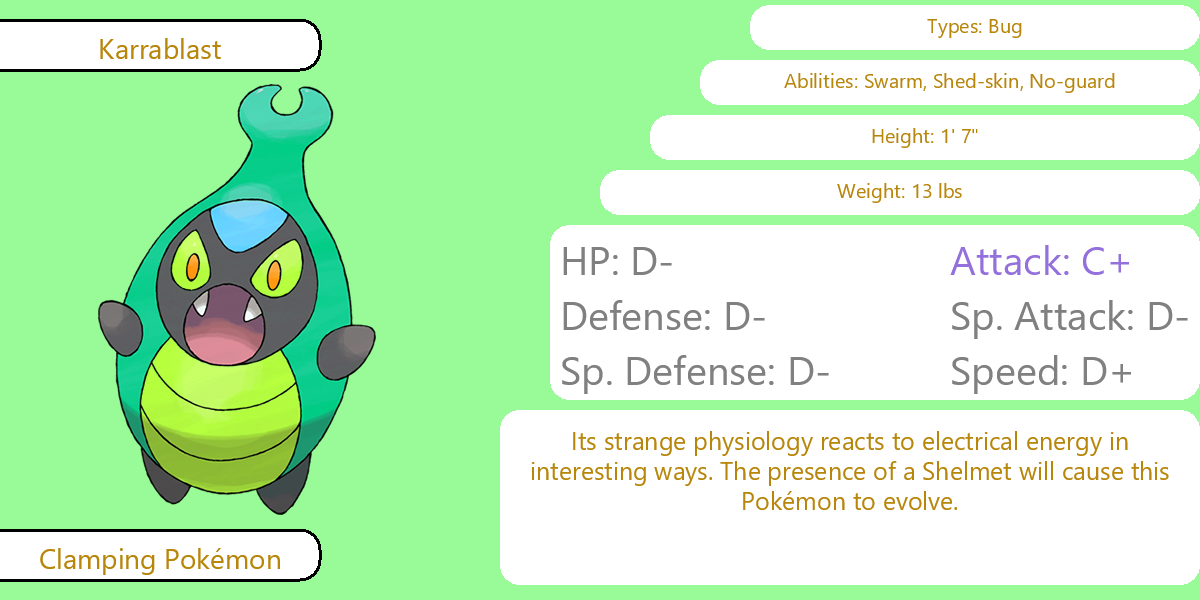 Karrablast
Types: Bug
Abilities: Swarm, Shed-skin, No-guard
Height: 1' 7"
Weight: 13 lbs
HP: D-
Attack: C+
Defense: D-
Sp. Attack: D-
Sp. Defense: D-
Speed: D+
Its strange physiology reacts to electrical energy in
interesting ways. The presence of a Shelmet will cause this
Pokémon to evolve.
Clamping Pokémon